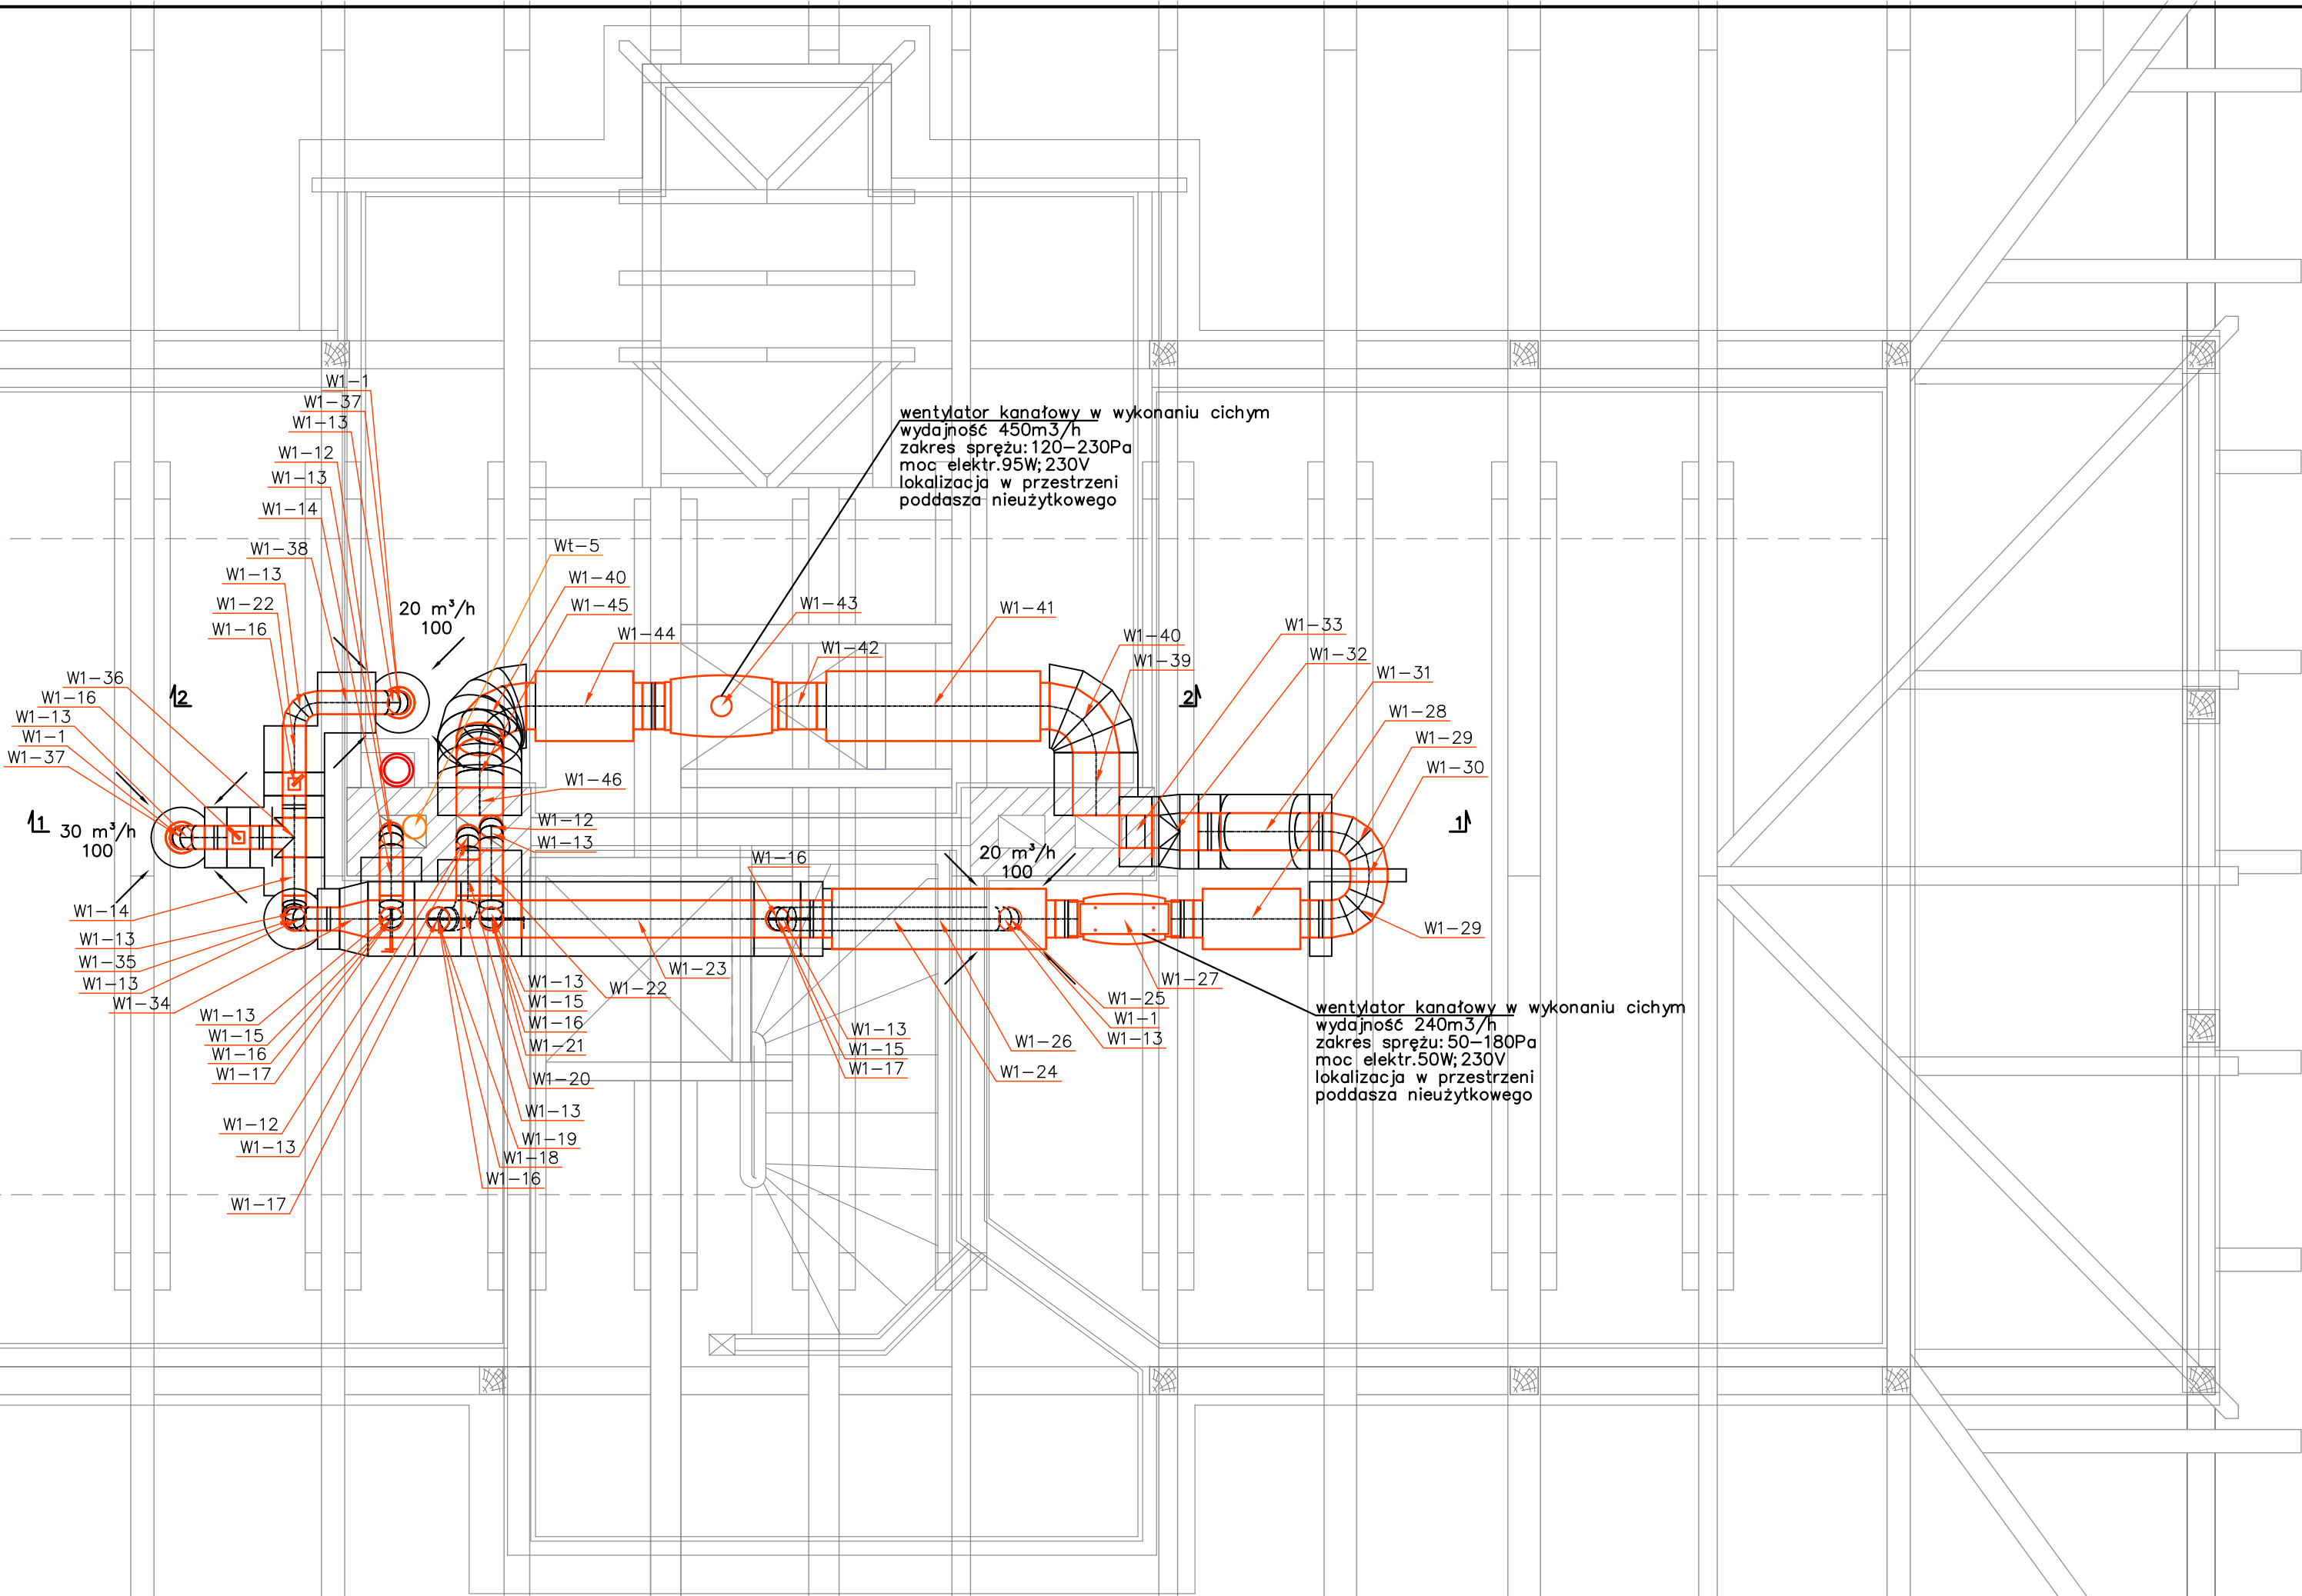 W1-1
W1-37
W1-13
W1-12
W1-13
W1-14
W1-38
W1-13
W1-22
W1-16
20 m³/h
100
wentylator kanałowy w wykonaniu cichym
wydajność 450m3/h
zakres sprężu:120-230Pa
moc elektr.95W;230V
lokalizacja w przestrzeni
poddasza nieużytkowego
Wt-5
W1-40
W1-45
W1-44
W1-43
W1-42
W1-41
W1-40
W1-39
W1-33
W1-32
W1-31
W1-28
W1-29
W1-30
W1-36
W1-16
W1-13
W1-1
W1-37
2
2
1
30 m³/h
100
1
W1-46
W1-12
W1-13
W1-16
20 m³/h
100
W1-14
W1-13
W1-35
W1-13
W1-34
W1-13
W1-15
W1-16
W1-17
W1-12
W1-13
W1-17
W1-23
W1-22
W1-13
W1-15
W1-16
W1-21
W1-20
W1-13
W1-19
W1-18
W1-16
W1-13
W1-15
W1-17
W1-26
W1-24
W1-25
W1-1
W1-13
W1-27
W1-29
wentylator kanałowy w wykonaniu cichym
wydajność 240m3/h
zakres sprężu:50-180Pa
moc elektr.50W;230V
lokalizacja w przestrzeni
poddasza nieużytkowego